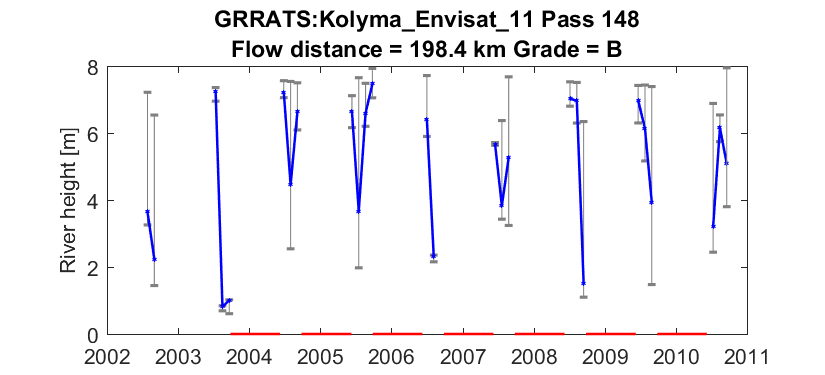 GRRATS:Kolyma_Envisat_11 Pass 148
Flow distance = 198.4 km Grade = B
River height [m]
8
6
4
2
0
2002 2003 2004 2005 2006 2007 2008 2009 2010 2011